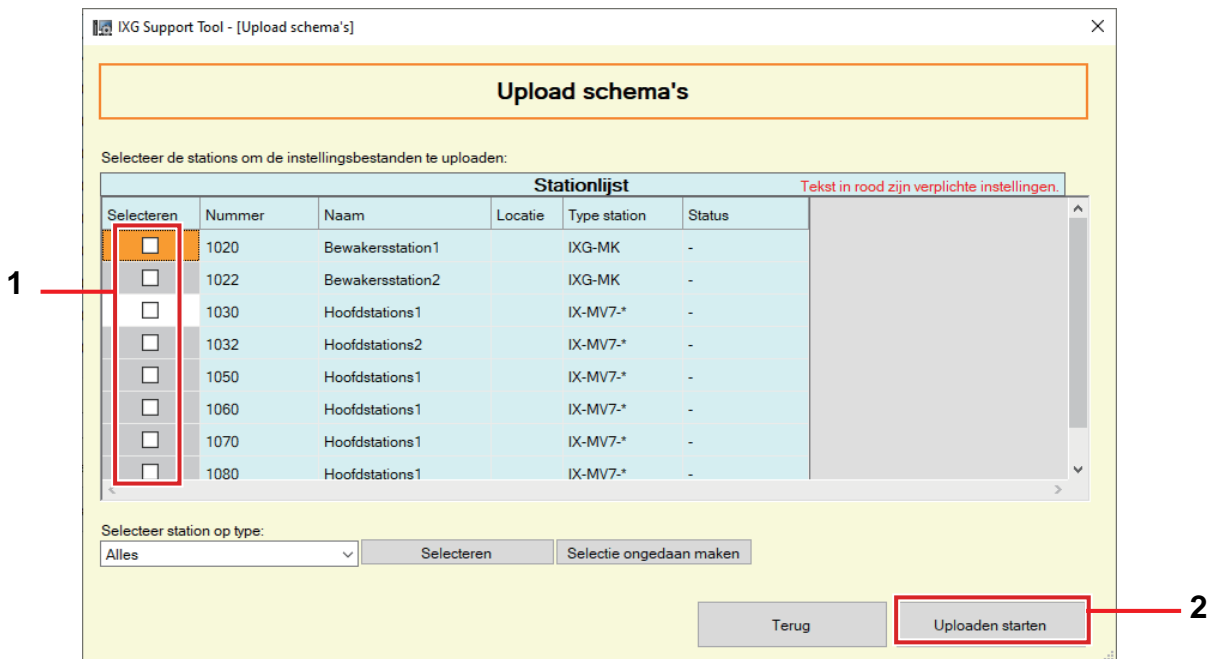 IXG Support Tool - [Upload schema's]
Upload schema's
Selecteer de stations om de instellingsbestanden te uploaden:
Stationlijst Tekst in rood zijn verplichte instellingen.
Selecteren Nummer Naam Locatie Type station Status
1020 Bewakersstation1 IXG-MK -
1022 Bewakersstation2 IXG-MK -
1
1030 Hoofdstations1 IX-MV7-* -
1032 Hoofdstations2 IX-MV7-* -
1050 Hoofdstations1 IX-MV7-* -
1060 Hoofdstations1 IX-MV7-* -
1070 Hoofdstations1 IX-MV7-* -
1080 Hoofdstations1 IX-MV7-* -
Selecteer station op type:
Alles Selecteren Selectie ongedaan maken
Terug Uploaden starten 2